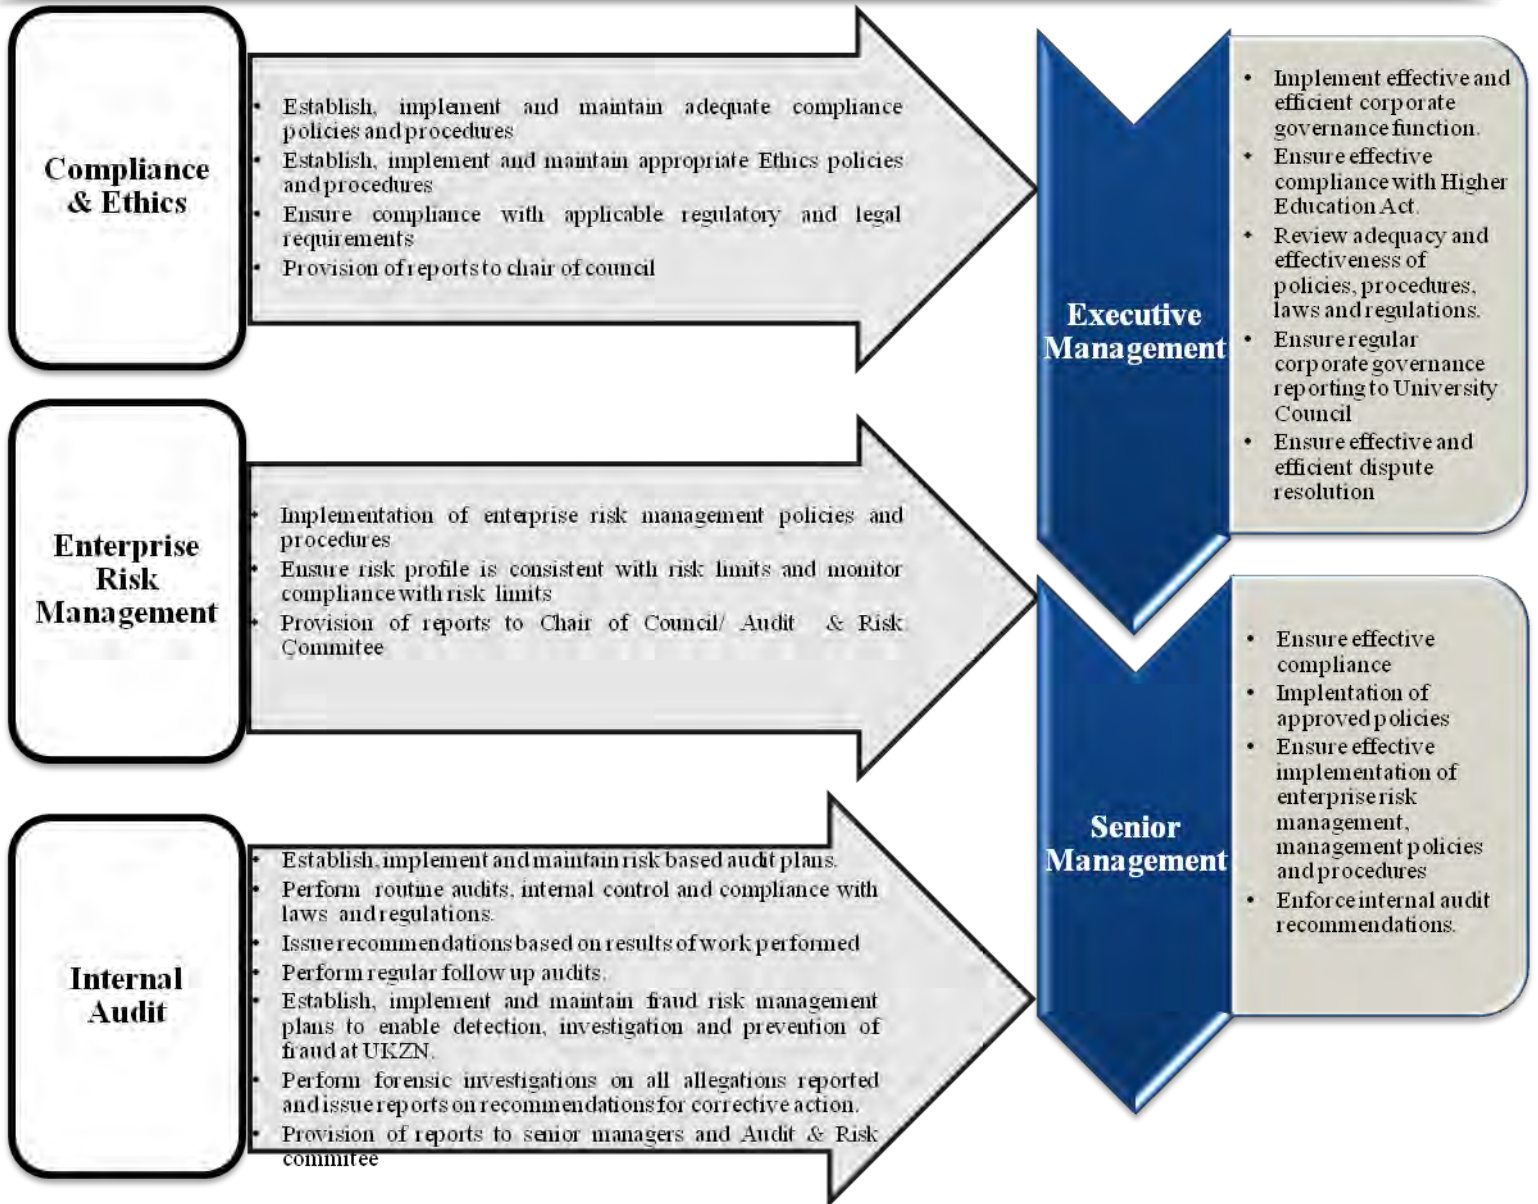 Compliance
& Ethics
• Establish, implement and maintain adequate compliance
policies and procedures
• Establish, implement and maintain appropriate Ethics policies
and procedures
• Ensure compliance with applicable regulatory and legal
requirements
• Provision of reports to chair of council
Enterprise
Risk
Management
• Implementation of enterprise risk management policies and
procedures
• Ensure risk profile is consistent with risk limits and monitor
compliance with risk limits
• Provision of reports to Chair of Council/ Audit & Risk
Commitee
Internal
Audit
• Establish, implement and maintain risk based audit plans.
• Perform routine audits, internal control and compliance with
laws and regulations.
• Issue recommendations based on results of work performed
• Perform regular follow up audits.
• Establish, implement and maintain fraud risk management
plans to enable detection, investigation and prevention of
fraud at UKZN.
• Perform forensic investigations on all allegations reported
and issue reports on recommendations for corrective action.
• Provision of reports to senior managers and Audit & Risk
commitee
Executive
Management
• Implement effective and
efficient corporate
governance function.
• Ensure effective
compliance with Higher
Education Act.
• Review adequacy and
effectiveness of
policies, procedures,
laws and regulations.
• Ensure regular
corporate governance
reporting to University
Council
• Ensure effective and
efficient dispute
resolution
Senior
Management
• Ensure effective
compliance
• Implentation of
approved policies
• Ensure effective
implementation of
enterprise risk
management,
management policies
and procedures
• Enforce internal audit
recommendations.